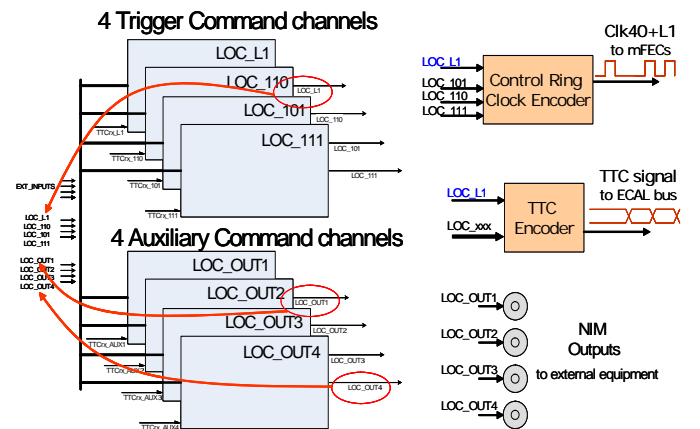 4 Trigger Command channels
LOC_L1
LOC_110
LOC_L1
LOC_101
LOC_110
LOC_111
LOC_101
LOC_111
TTCrx_L1
TTCrx_110
TTCrx_101
TTCrx_111
EXT_INPUTS
LOC_L1
LOC_110
LOC_101
LOC_111
LOC_OUT1
LOC_OUT2
LOC_OUT3
LOC_OUT4
4 Auxiliary Command channels
LOC_OUT1
LOC_OUT2
LOC_OUT1
LOC_OUT3
LOC_OUT2
LOC_OUT4
LOC_OUT3
LOC_OUT4
TTCrx_AUX1
TTCrx_AUX2
TTCrx_AUX3
TTCrx_AUX4
Clk40+L1
to mFECs
LOC_L1
LOC_101
LOC_110
LOC_111
Control Ring
Clock Encoder
TTC signal
to ECAL bus
LOC_L1
LOC_xxx
TTC
Encoder
LOC_OUT1
LOC_OUT2
LOC_OUT3
LOC_OUT4
NIM
Outputs
to external equipment